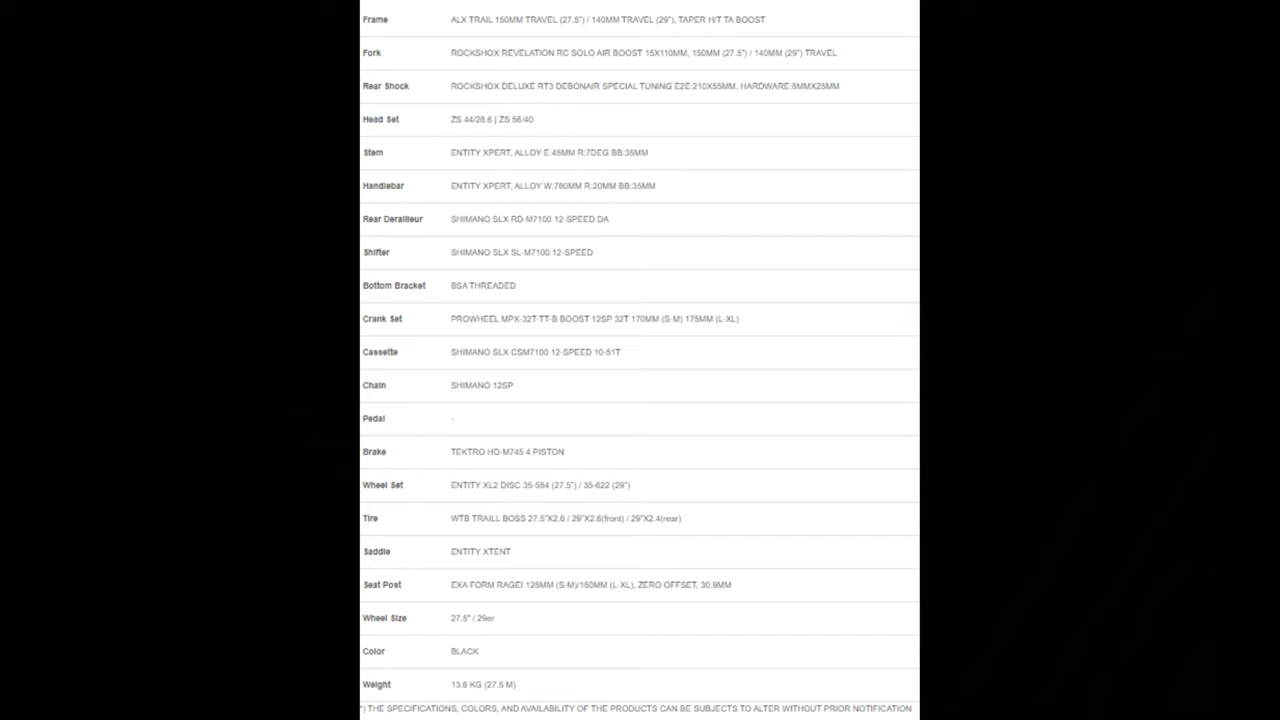 Frame ALX TRAIL 150MM TRAVEL (27.5") / 140MM TRAVEL (29"), TAPER H/T TA BOOST
Fork ROCKSHOX REVELATION RC SOLO AIR BOOST 15X110MM, 150MM (27.5") / 140MM (29") TRAVEL
Rear Shock ROCKSHOX DELUXE RT3 DEBONAIR SPECIAL TUNING E2E:210X55MM, HARDWARE:8MMX25MM
Head Set ZS 44/28.6 | ZS 56/40
Stem ENTITY XPERT, ALLOY E:45MM R:7DEG BB:35MM
Handlebar ENTITY XPERT, ALLOY W:780MM R:20MM BB:35MM
Rear Derailleur SHIMANO SLX RD-M7100 12-SPEED DA
Shifter SHIMANO SLX SL-M7100 12-SPEED
Bottom Bracket BSA THREADED
Crank Set PROWHEEL MPX-32T-TT-B BOOST 12SP 32T 170MM (S-M) 175MM (L-XL)
Cassette SHIMANO SLX CSM7100 12-SPEED 10-51T
Chain SHIMANO 12SP
Pedal -
Brake TEKTRO HD-M745 4 PISTON
Wheel Set ENTITY XL2 DISC 35-584 (27.5") / 35-622 (29")
Tire WTB TRAILL BOSS 27.5"X2.6 / 29"X2.6(front) / 29"X2.4(rear)
Saddle ENTITY XTENT
Seat Post EXA FORM RAGEI 125MM (S-M)/150MM (L-XL), ZERO OFFSET, 30.9MM
Wheel Size 27.5" / 29er
Color BLACK
Weight 13.6 KG (27.5 M)
*) THE SPECIFICATIONS, COLORS, AND AVAILABILITY OF THE PRODUCTS CAN BE SUBJECTS TO ALTER WITHOUT PRIOR NOTIFICATION